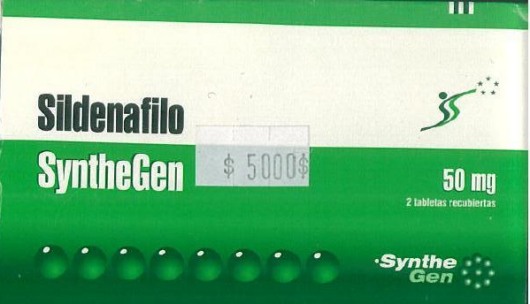 Sildenafilo
SyntheGen
$ 5000$
50 mg
2 tabletas recubiertas
·Synthe
Gen